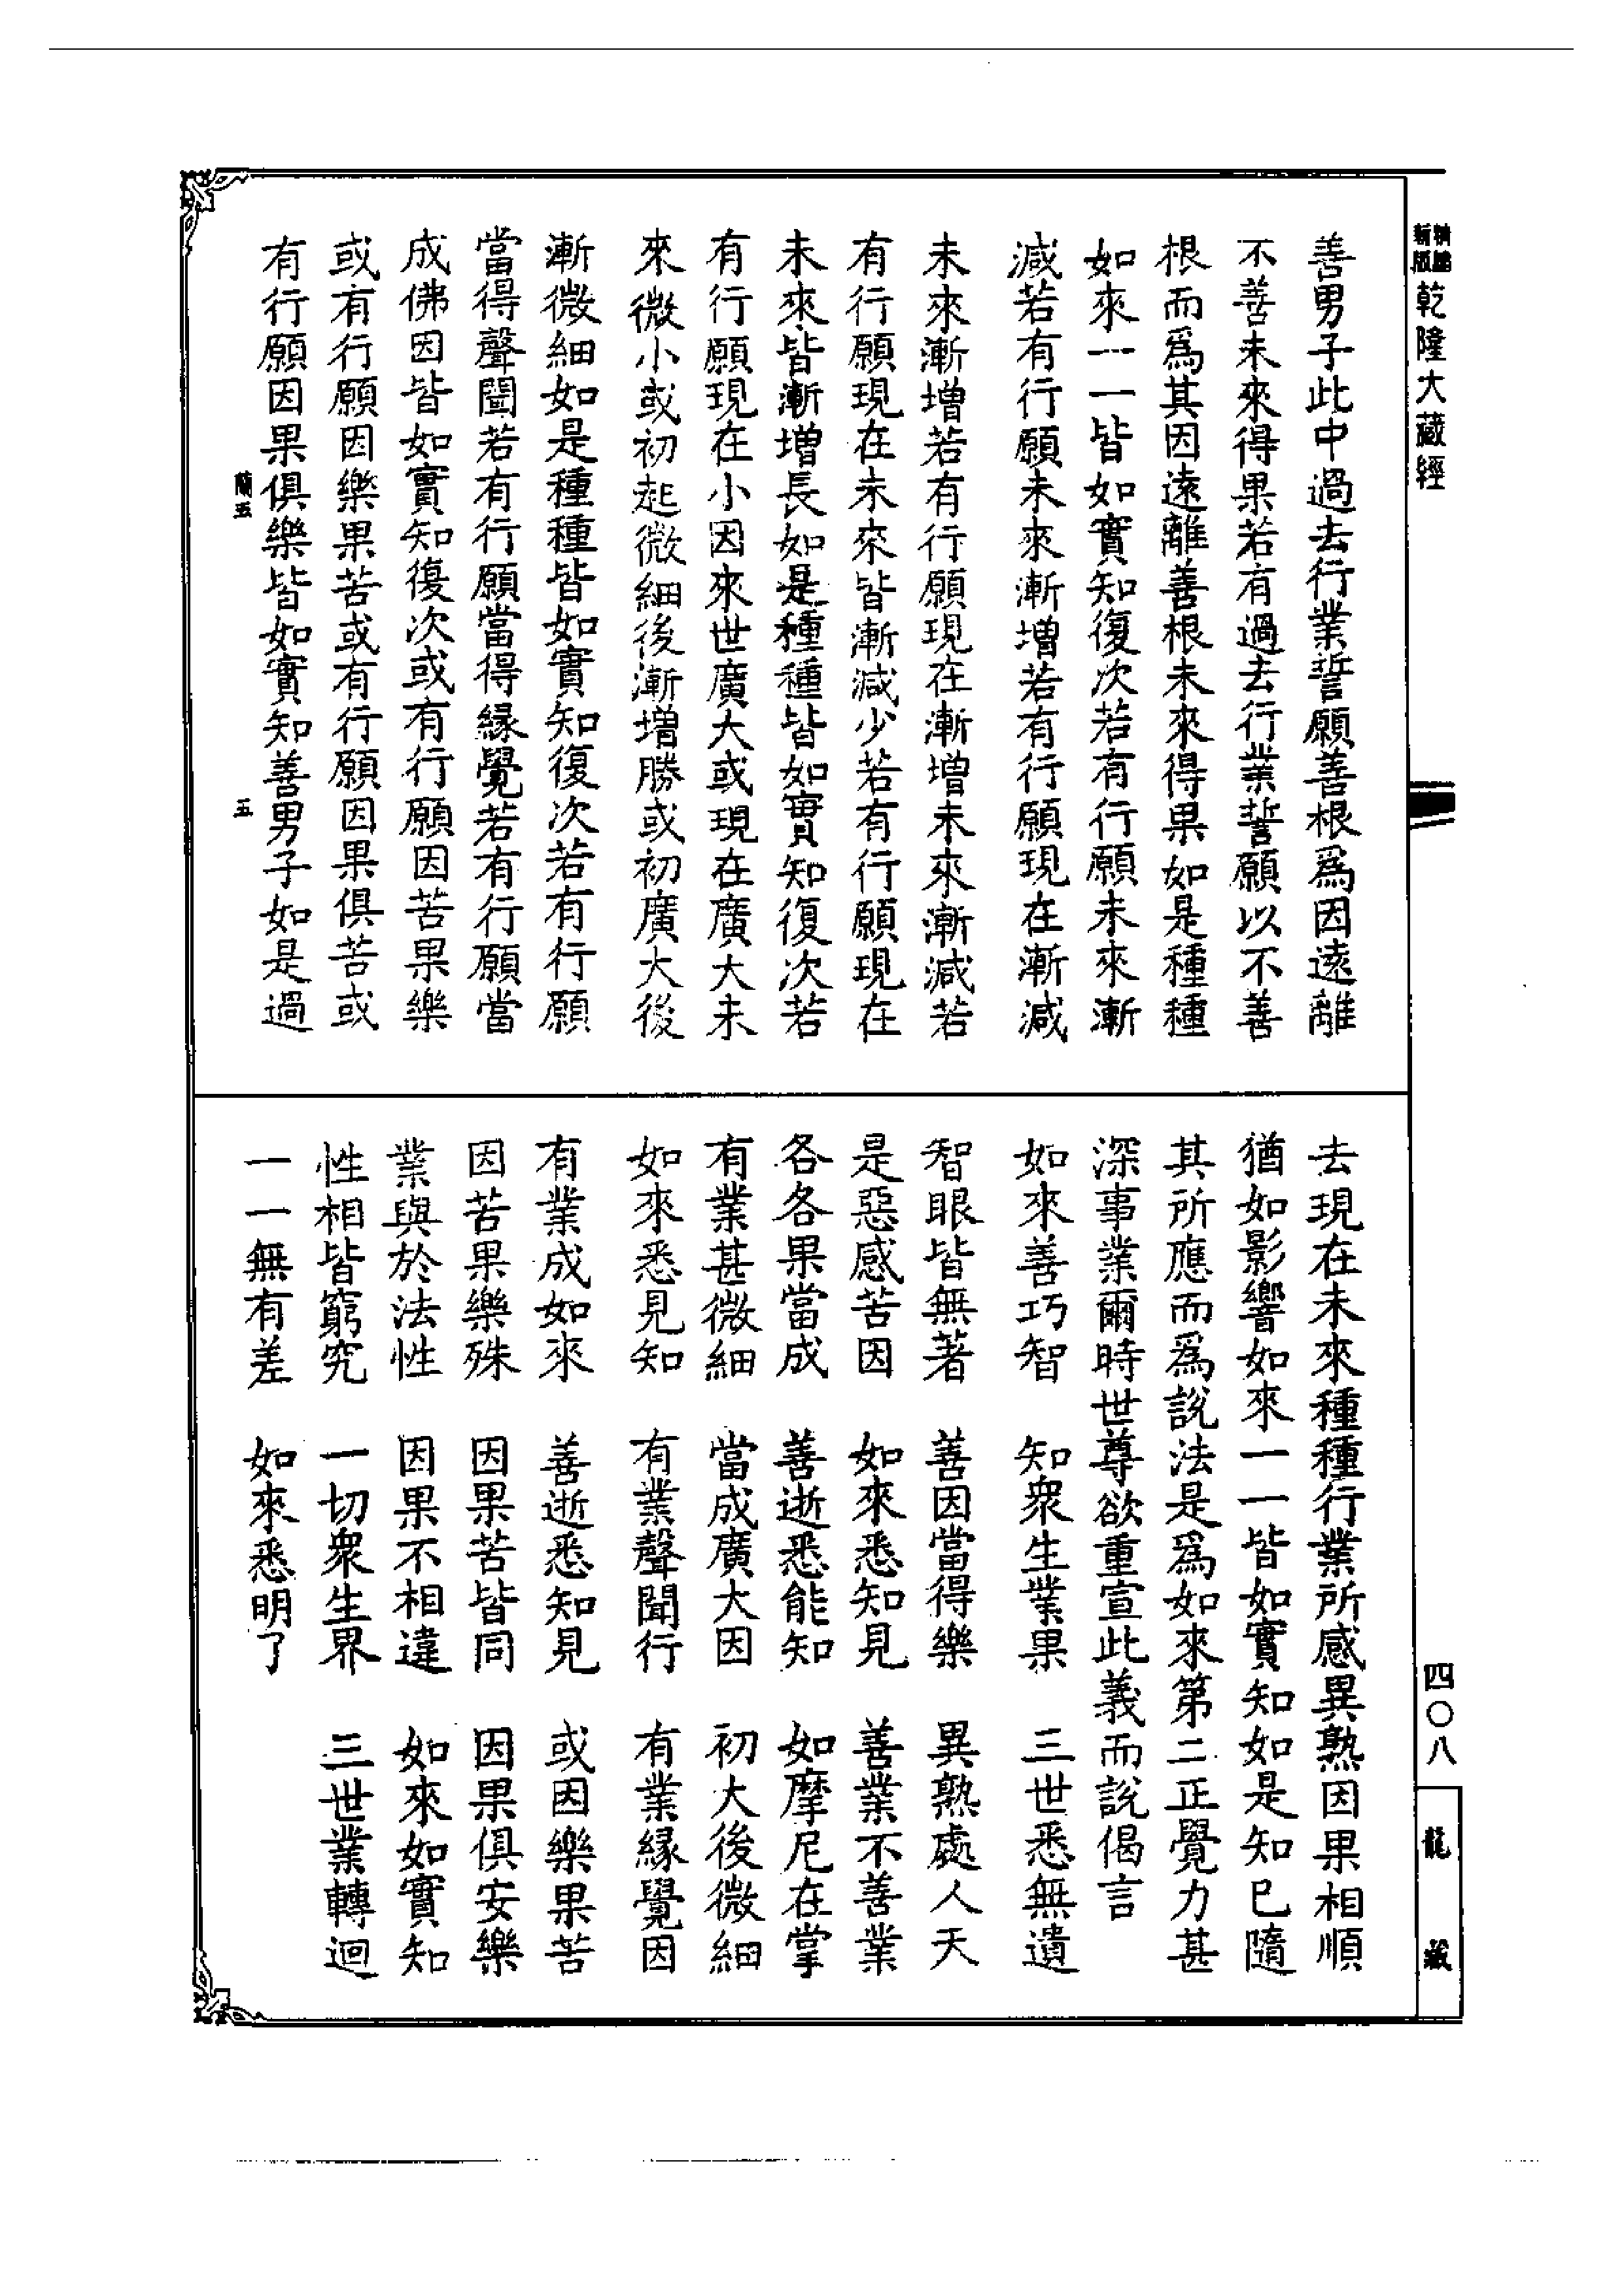 精鏤新版乾隆大藏經
善男子此中過去行業誓願善根爲因遠離
不善未來得果若有過去行業誓願以不善
根而爲其因遠離善根未來得果如是種種
如來一一皆如實知復次若有行願未來漸
減若有行願未來漸增若有行願現在漸減
未來漸增若有行願現在漸增未來漸減若
有行願現在未來皆漸減少若有行願現在
未來皆漸增長如是種種皆如實知復次若
有行願現在小因來世廣大或現在廣大未
來微小或初起微細後漸增勝或初廣大後
漸微細如是種種皆如實知復次若有行願
當得聲聞若有行願當得緣覺若有行願當
成佛因皆如實知復次或有行願因苦果樂
或有行願因樂果苦或有行願因果俱苦或
有行願因果俱樂皆如實知善男子如是過
蘭五 五
去現在未來種種行業所感異熟因果相順
猶如影響如來一一皆如實知如是知已隨
其所應而爲說法是爲如來第二正覺力甚
深事業爾時世尊欲重宣此義而說偈言
如來善巧智 知衆生業果 三世悉無遺
智眼皆無著 善因當得樂 異熟處人天
是惡感苦因 如來悉知見 善業不善業
各各果當成 善逝悉能知 如摩尼在掌
有業甚微細 當成廣大因 初大後微細
如來悉見知 有業聲聞行 有業緣覺因
有業成如來 善逝悉知見 或因樂果苦
因苦果樂殊 因果苦皆同 因果俱安樂
業與於法性 因果不相違 如來如實知
性相皆窮究 一切衆生界 三世業轉迴
一一無有差 如來悉明了
四〇八
龍藏